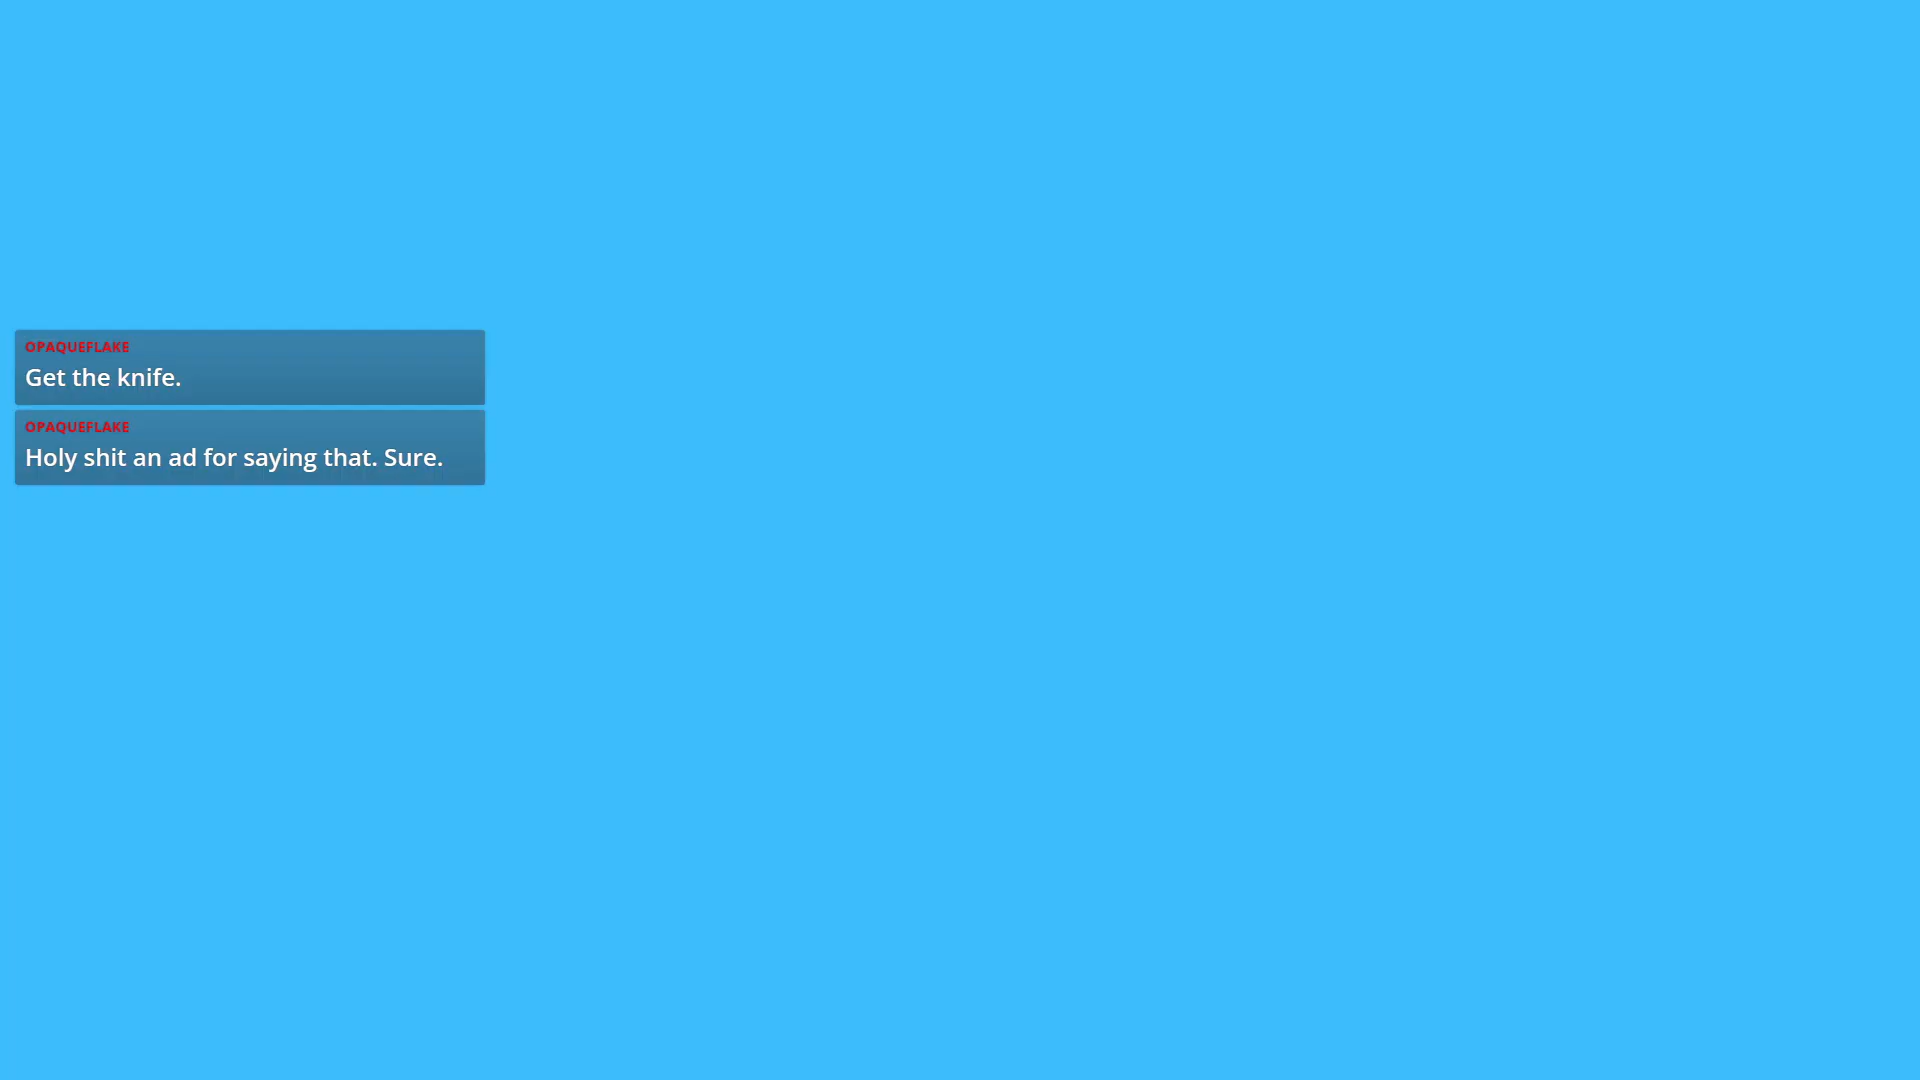 OPAQUEFLAKE
Get the knife.
OPAQUEFLAKE
Holy shit an ad for saying that. Sure.